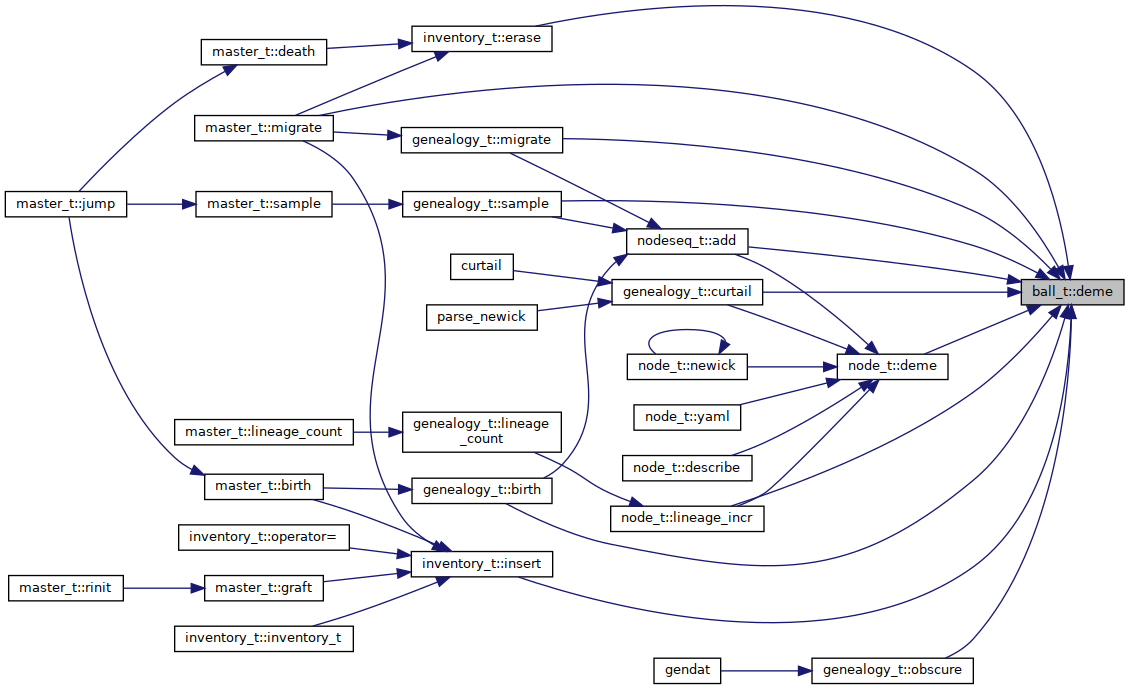 inventory_t::erase
master_t::death
master_t::migrate
genealogy_t::migrate
master_t::jump
master_t::sample
genealogy_t::sample
nodeseq_t::add
curtail
genealogy_t::curtail
ball_t::deme
parse_newick
node_t::newick
node_t::deme
node_t::yaml
genealogy_t::lineage
_count
master_t::lineage_count
node_t::describe
master_t::birth
genealogy_t::birth
node_t::lineage_incr
inventory_t::operator=
inventory_t::insert
master_t::rinit
master_t::graft
inventory_t::inventory_t
gendat
genealogy_t::obscure